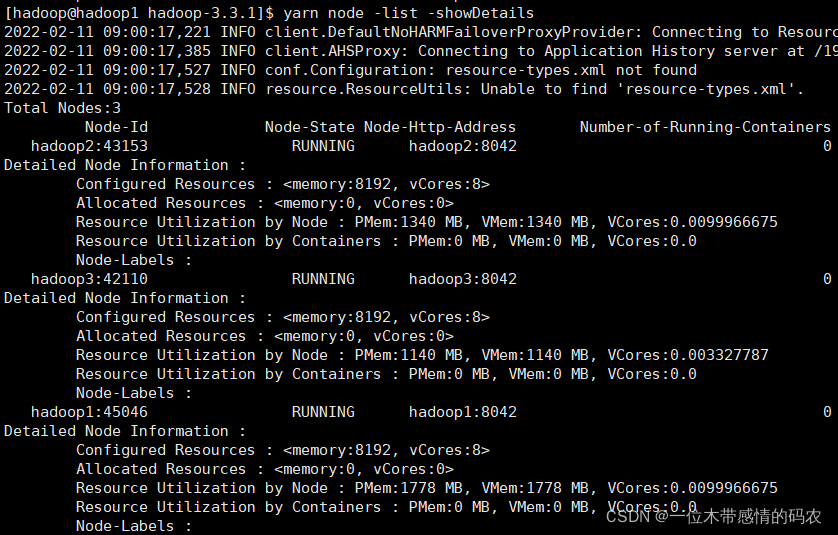 [hadoop@hadoop1 hadoop-3.3.1]$ yarn node -list -showDetails
2022-02-11 09:00:17,221 INFO client.DefaultNoHARMFailoverProxyProvider: Connecting to Resourc
2022-02-11 09:00:17,385 INFO client.AHSProxy: Connecting to Application History server at /19
2022-02-11 09:00:17,527 INFO conf.Configuration: resource-types.xml not found
2022-02-11 09:00:17,528 INFO resource.ResourceUtils: Unable to find 'resource-types.xml'.
Total Nodes:3
Node-Id Node-State Node-Http-Address Number-of-Running-Containers
hadoop2:43153 RUNNING hadoop2:8042 0
Detailed Node Information :
Configured Resources : <memory:8192, vCores:8>
Allocated Resources : <memory:0, vCores:0>
Resource Utilization by Node : PMem:1340 MB, VMem:1340 MB, VCores:0.0099966675
Resource Utilization by Containers : PMem:0 MB, VMem:0 MB, VCores:0.0
Node-Labels :
hadoop3:42110 RUNNING hadoop3:8042 0
Detailed Node Information :
Configured Resources : <memory:8192, vCores:8>
Allocated Resources : <memory:0, vCores:0>
Resource Utilization by Node : PMem:1140 MB, VMem:1140 MB, VCores:0.003327787
Resource Utilization by Containers : PMem:0 MB, VMem:0 MB, VCores:0.0
Node-Labels :
hadoop1:45046 RUNNING hadoop1:8042 0
Detailed Node Information :
Configured Resources : <memory:8192, vCores:8>
Allocated Resources : <memory:0, vCores:0>
Resource Utilization by Node : PMem:1778 MB, VMem:1778 MB, VCores:0.0099966675
Resource Utilization by Containers : PMem:0 MB, VMem:0 MB, VCores:0.0
Node-Labels :
CSDN @一位木带感情的码农